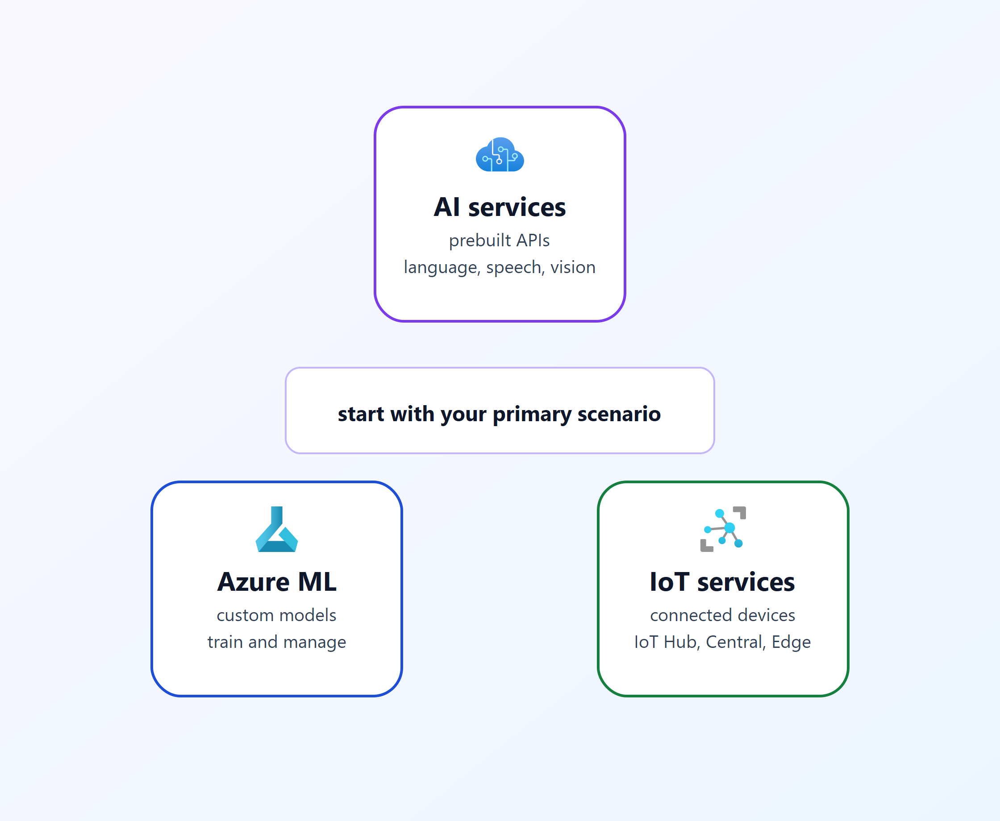 AI services
prebuilt APIs
language, speech, vision
start with your primary scenario
Azure ML
custom models
train and manage
IoT services
connected devices
IoT Hub, Central, Edge